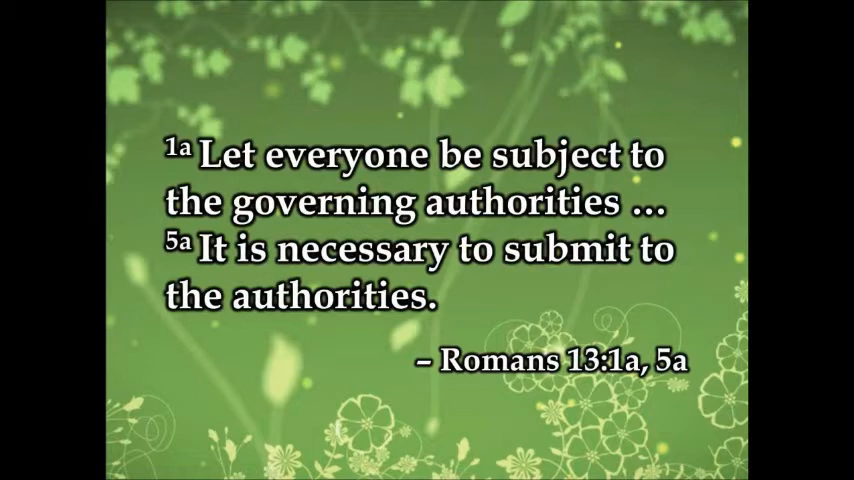 1a Let everyone be subject to
the governing authorities ...
5a It is necessary to submit to
the authorities.
– Romans 13:1a, 5a